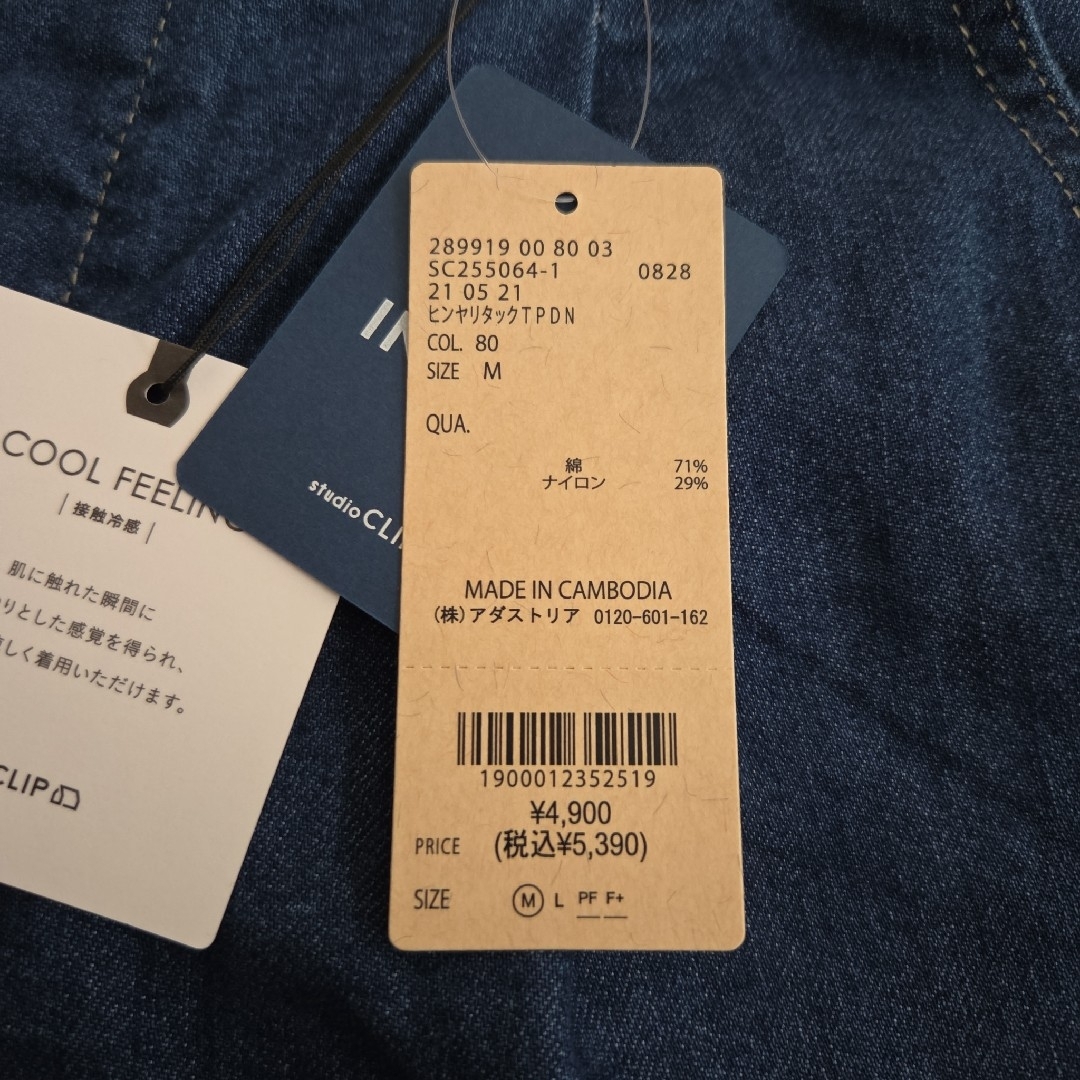 289919 00 80 03
SC255064-1 0828
21 05 21
ヒンヤリタックTPDN
COL. 80
SIZE M
QUA.
綿 71%
ナイロン 29%
MADE IN CAMBODIA
(株)アダストリア 0120-601-162
1900012352519
¥4,900
PRICE (税込¥5,390)
SIZE M L PF F+
studio CLI
COOL FEELING
接触冷感
肌に触れた瞬間に
りとした感覚を得られ、
しく着用いただけます。
CLIP